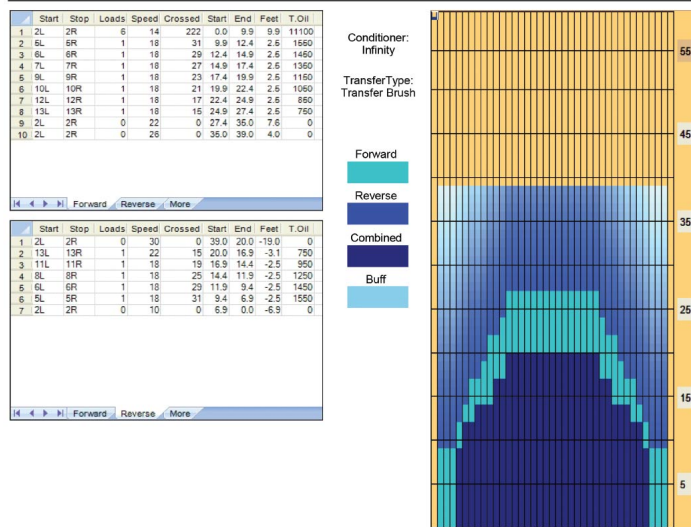 Start Stop Loads Speed Crossed Start End Feet T.Oil
1 2L 2R 6 14 222 0.0 9.9 9.9 11100
2 5L 5R 1 18 31 9.9 12.4 2.5 1550
3 6L 6R 1 18 29 12.4 14.9 2.5 1450
4 7L 7R 1 18 27 14.9 17.4 2.5 1350
5 9L 9R 1 18 23 17.4 19.9 2.5 1150
6 10L 10R 1 18 21 19.9 22.4 2.5 1050
7 12L 12R 1 18 17 22.4 24.9 2.5 850
8 13L 13R 1 18 15 24.9 27.4 2.5 750
9 2L 2R 0 22 0 27.4 35.0 7.6 0
10 2L 2R 0 26 0 35.0 39.0 4.0 0
Forward Reverse More
Start Stop Loads Speed Crossed Start End Feet T.Oil
1 2L 2R 0 30 0 39.0 20.0 -19.0 0
2 13L 13R 1 22 15 20.0 16.9 -3.1 750
3 11L 11R 1 18 19 16.9 14.4 -2.5 950
4 8L 8R 1 18 25 14.4 11.9 -2.5 1250
5 6L 6R 1 18 29 11.9 9.4 -2.5 1450
6 5L 5R 1 18 31 9.4 6.9 -2.5 1550
7 2L 2R 0 10 0 6.9 0.0 -6.9 0
Forward Reverse More
Conditioner:
Infinity
TransferType:
Transfer Brush
Forward
Reverse
Combined
Buff
55
45
35
25
15
5